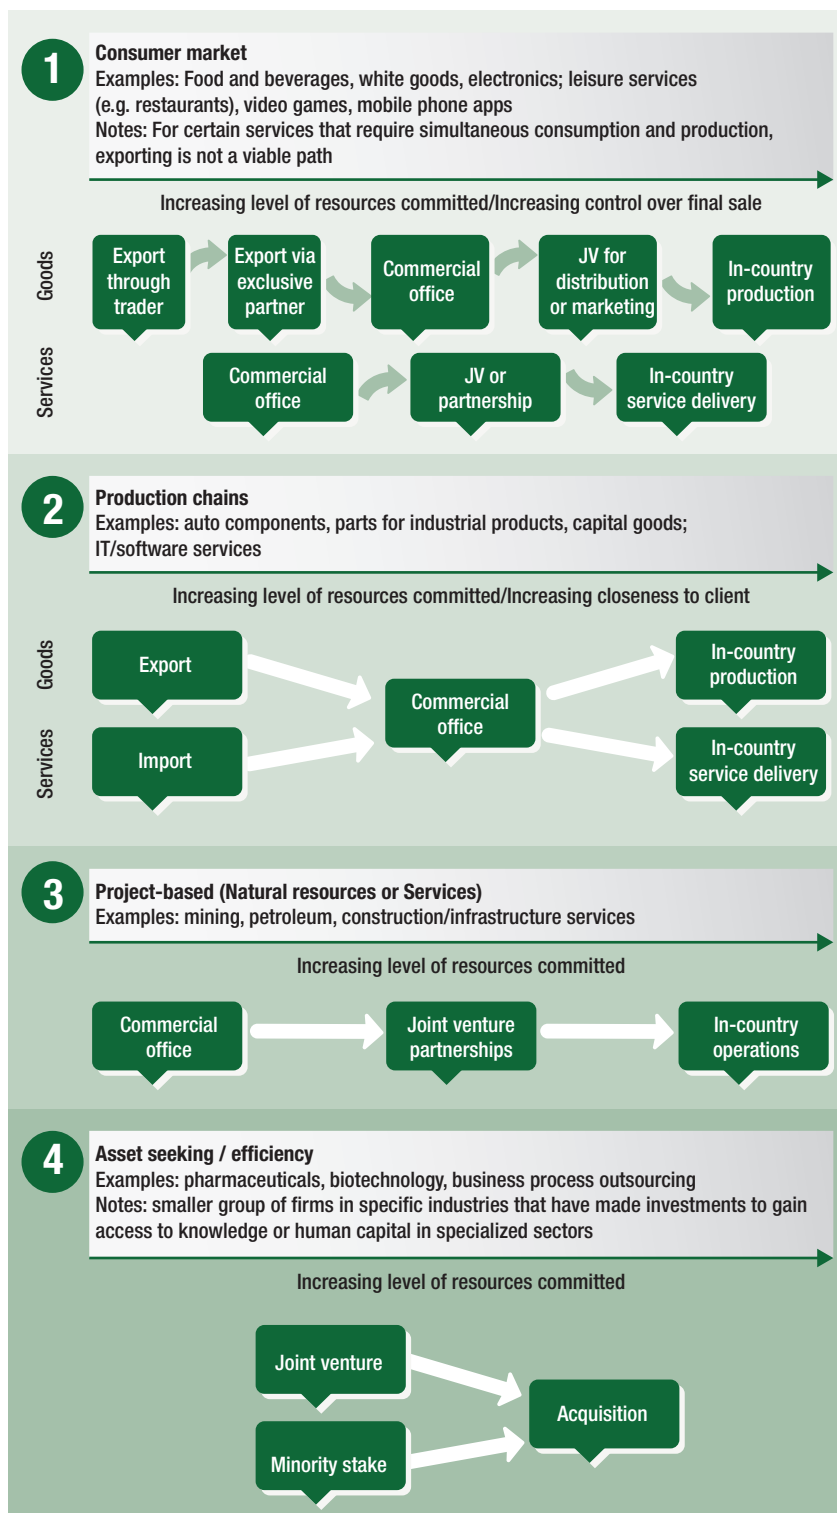 1
Consumer market
Examples: Food and beverages, white goods, electronics; leisure services
(e.g. restaurants), video games, mobile phone apps
Notes: For certain services that require simultaneous consumption and production,
exporting is not a viable path
Increasing level of resources committed/Increasing control over final sale
Goods
Export
through
trader
Export via
exclusive
partner
Commercial
office
JV for
distribution
or marketing
In-country
production
Services
Commercial
office
JV or
partnership
In-country
service delivery
2
Production chains
Examples: auto components, parts for industrial products, capital goods;
IT/software services
Increasing level of resources committed/Increasing closeness to client
Goods
Export
Services
Import
Commercial
office
In-country
production
In-country
service delivery
3
Project-based (Natural resources or Services)
Examples: mining, petroleum, construction/infrastructure services
Increasing level of resources committed
Commercial
office
Joint venture
partnerships
In-country
operations
4
Asset seeking / efficiency
Examples: pharmaceuticals, biotechnology, business process outsourcing
Notes: smaller group of firms in specific industries that have made investments to gain
access to knowledge or human capital in specialized sectors
Increasing level of resources committed
Joint venture
Minority stake
Acquisition